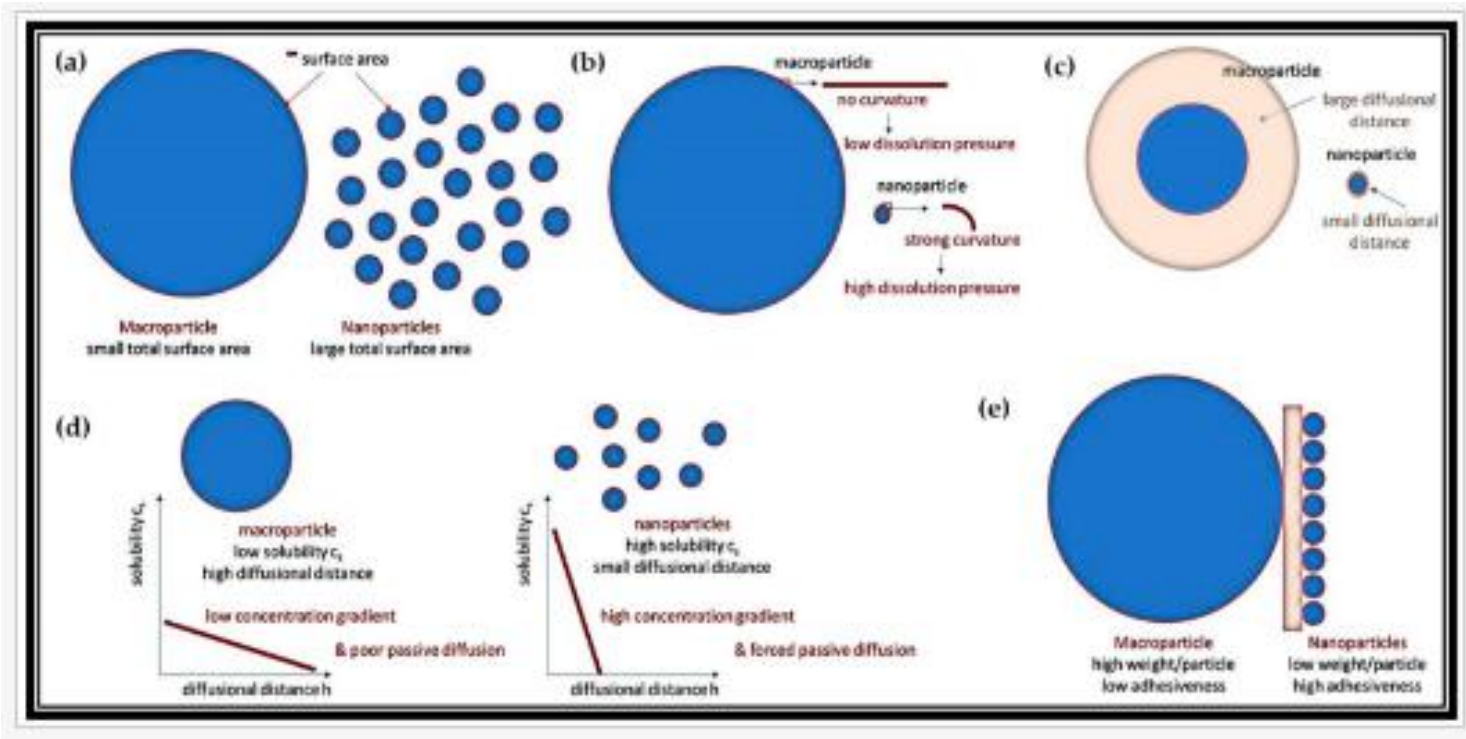 (a)
surface area
Macroparticle
small total surface area
Nanoparticles
large total surface area
(b)
macroparticle
no curvature
low dissolution pressure
nanoparticle
strong curvature
high dissolution pressure
(c)
macroparticle
large diffusional
distance
nanoparticle
small diffusional
distance
(d)
solubility cₛ
macroparticle
low solubility cₛ
high diffusional distance
low concentration gradient
& poor passive diffusion
diffusional distance h
solubility cₛ
nanoparticles
high solubility cₛ
small diffusional distance
high concentration gradient
& forced passive diffusion
diffusional distance h
(e)
Macroparticle
high weight/particle
low adhesiveness
Nanoparticles
low weight/particle
high adhesiveness